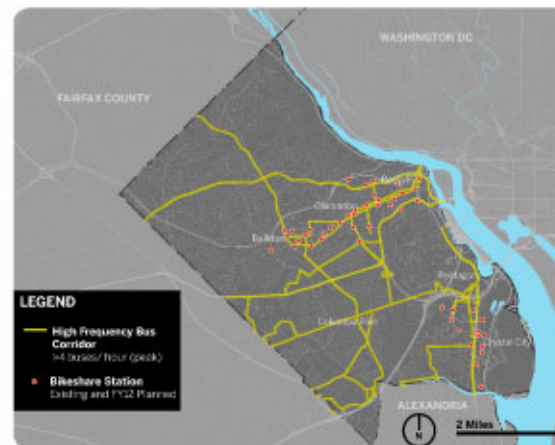 WASHINGTON DC
FAIRFAX COUNTY
Ballston
Pentagon
Columbia Pike
Crystal City
LEGEND
High Frequency Bus
Corridor
>4 buses/ hour (peak)
Bikeshare Station
Existing and FY12 Planned
ALEXANDRIA
N
2 Miles